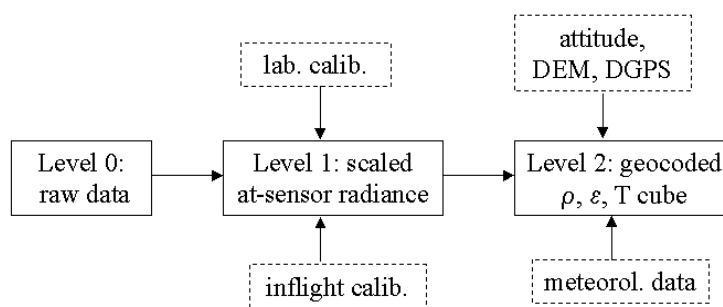 attitude,
DEM, DGPS
lab. calib.
Level 0:
raw data
Level 1: scaled
at-sensor radiance
Level 2: geocoded
ρ, ε, T cube
inflight calib.
meteorol. data